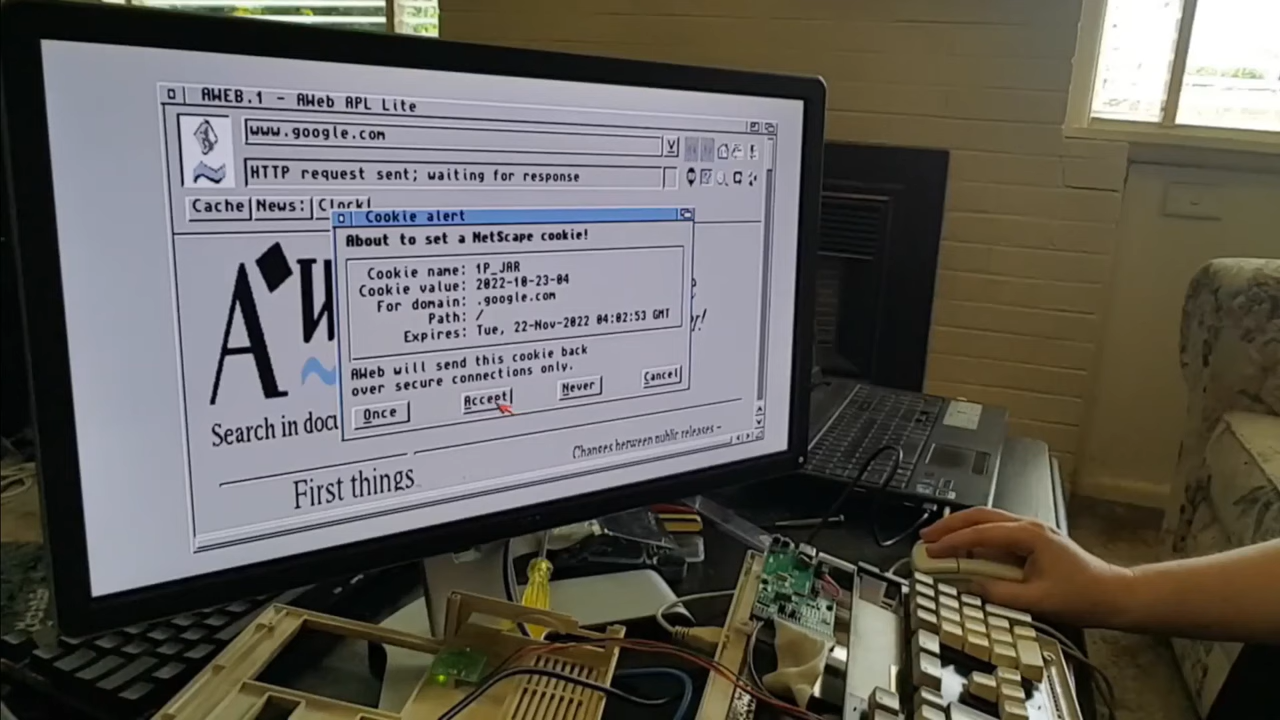 AWEB.1 - AWeb APL Lite
www.google.com
HTTP request sent; waiting for response
Cache News: Clock!
Cookie alert
About to set a NetScape cookie!
Cookie name: 1P_JAR
Cookie value: 2022-10-23-04
For domain: .google.com
Path: /
Expires: Tue, 22-Nov-2022 04:02:53 GMT
AWeb will send this cookie back
over secure connections only.
Once Accept Never Cancel
Search in docu
Changes between public releases -
First things